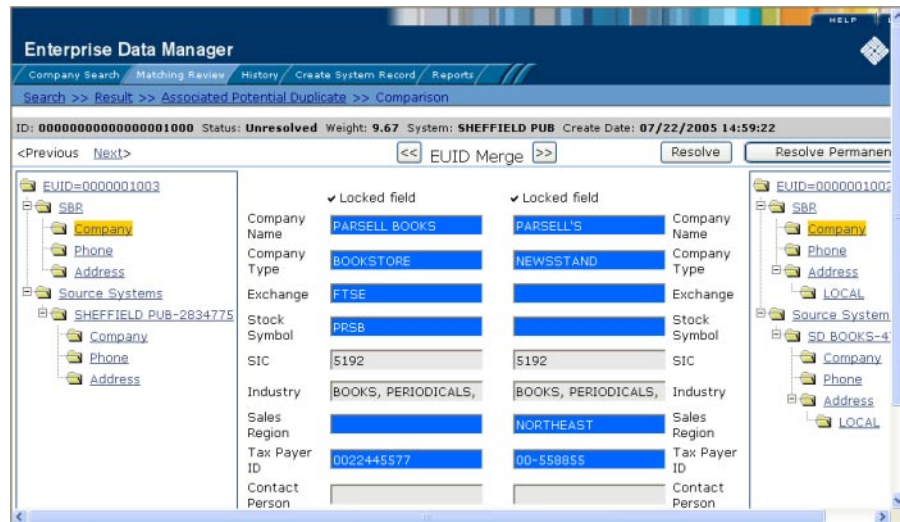 HELP
Enterprise Data Manager
Company Search Matching Review History Create System Record Reports
Search >> Result >> Associated Potential Duplicate >> Comparison
ID: 00000000000000001000 Status: Unresolved Weight: 9.67 System: SHEFFIELD PUB Create Date: 07/22/2005 14:59:22
<Previous Next> << EUID Merge >> Resolve Resolve Permanen
EUID=0000001003
SBR
Company
Phone
Address
Source Systems
SHEFFIELD PUB-2834775
Company
Phone
Address
✓ Locked field ✓ Locked field
Company Name PARSELL BOOKS PARSELL'S Company Name
Company Type BOOKSTORE NEWSSTAND Company Type
Exchange FTSE Exchange
Stock Symbol PRSB Stock Symbol
SIC 5192 5192 SIC
Industry BOOKS, PERIODICALS, BOOKS, PERIODICALS, Industry
Sales Region NORTHEAST Sales Region
Tax Payer ID 0022445577 00-558855 Tax Payer ID
Contact Person Contact Person
EUID=0000001002
SBR
Company
Phone
Address
LOCAL
Source System
SD BOOKS-4
Company
Phone
Address
LOCAL